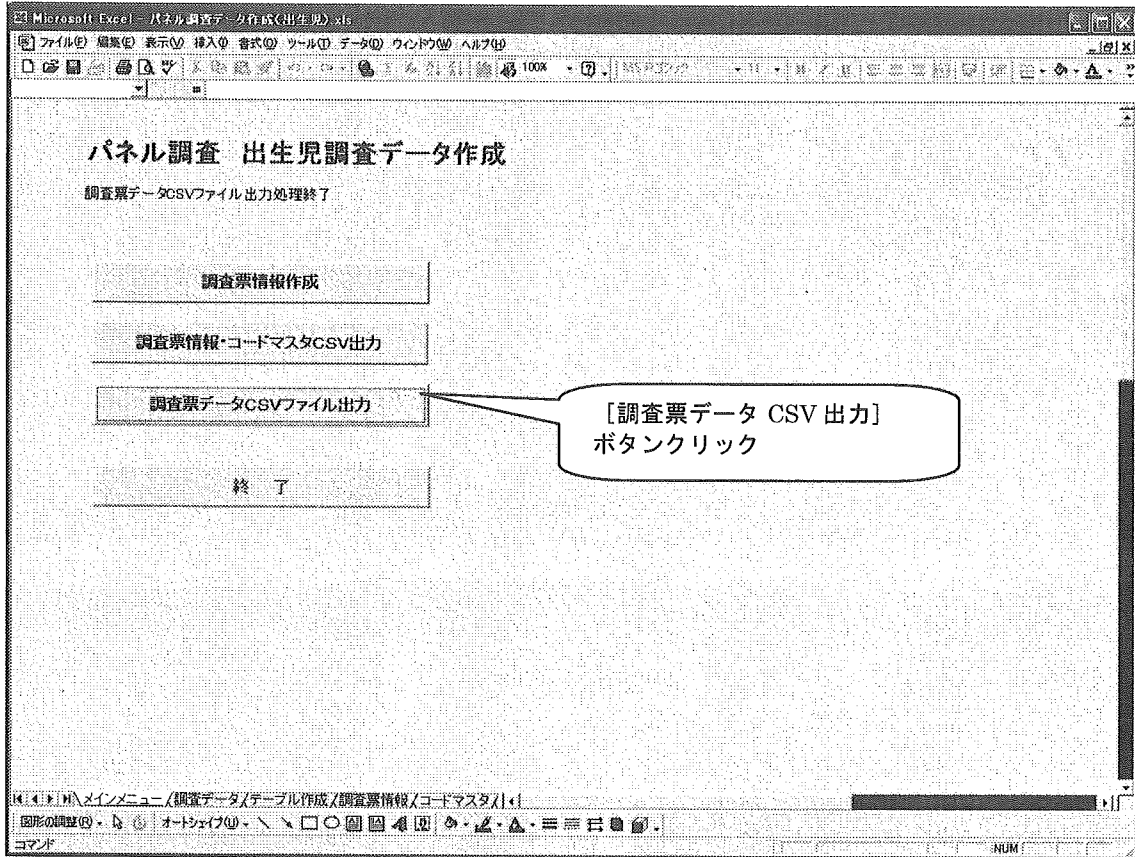 Microsoft Excel - パネル調査データ作成(出生児).xls
ファイル(F) 編集(E) 表示(V) 挿入(I) 書式(O) ツール(T) データ(D) ウィンドウ(W) ヘルプ(H)
100%
パネル調査 出生児調査データ作成
調査票データCSVファイル出力処理終了
調査票情報作成
調査票情報・コードマスタCSV出力
調査票データCSVファイル出力
[調査票データ CSV 出力]
ボタンクリック
終 了
メインメニュー/調査データ/テーブル作成/調査票情報/コードマスタ/
図形の調整(R) オートシェイプ(U)
コマンド NUM